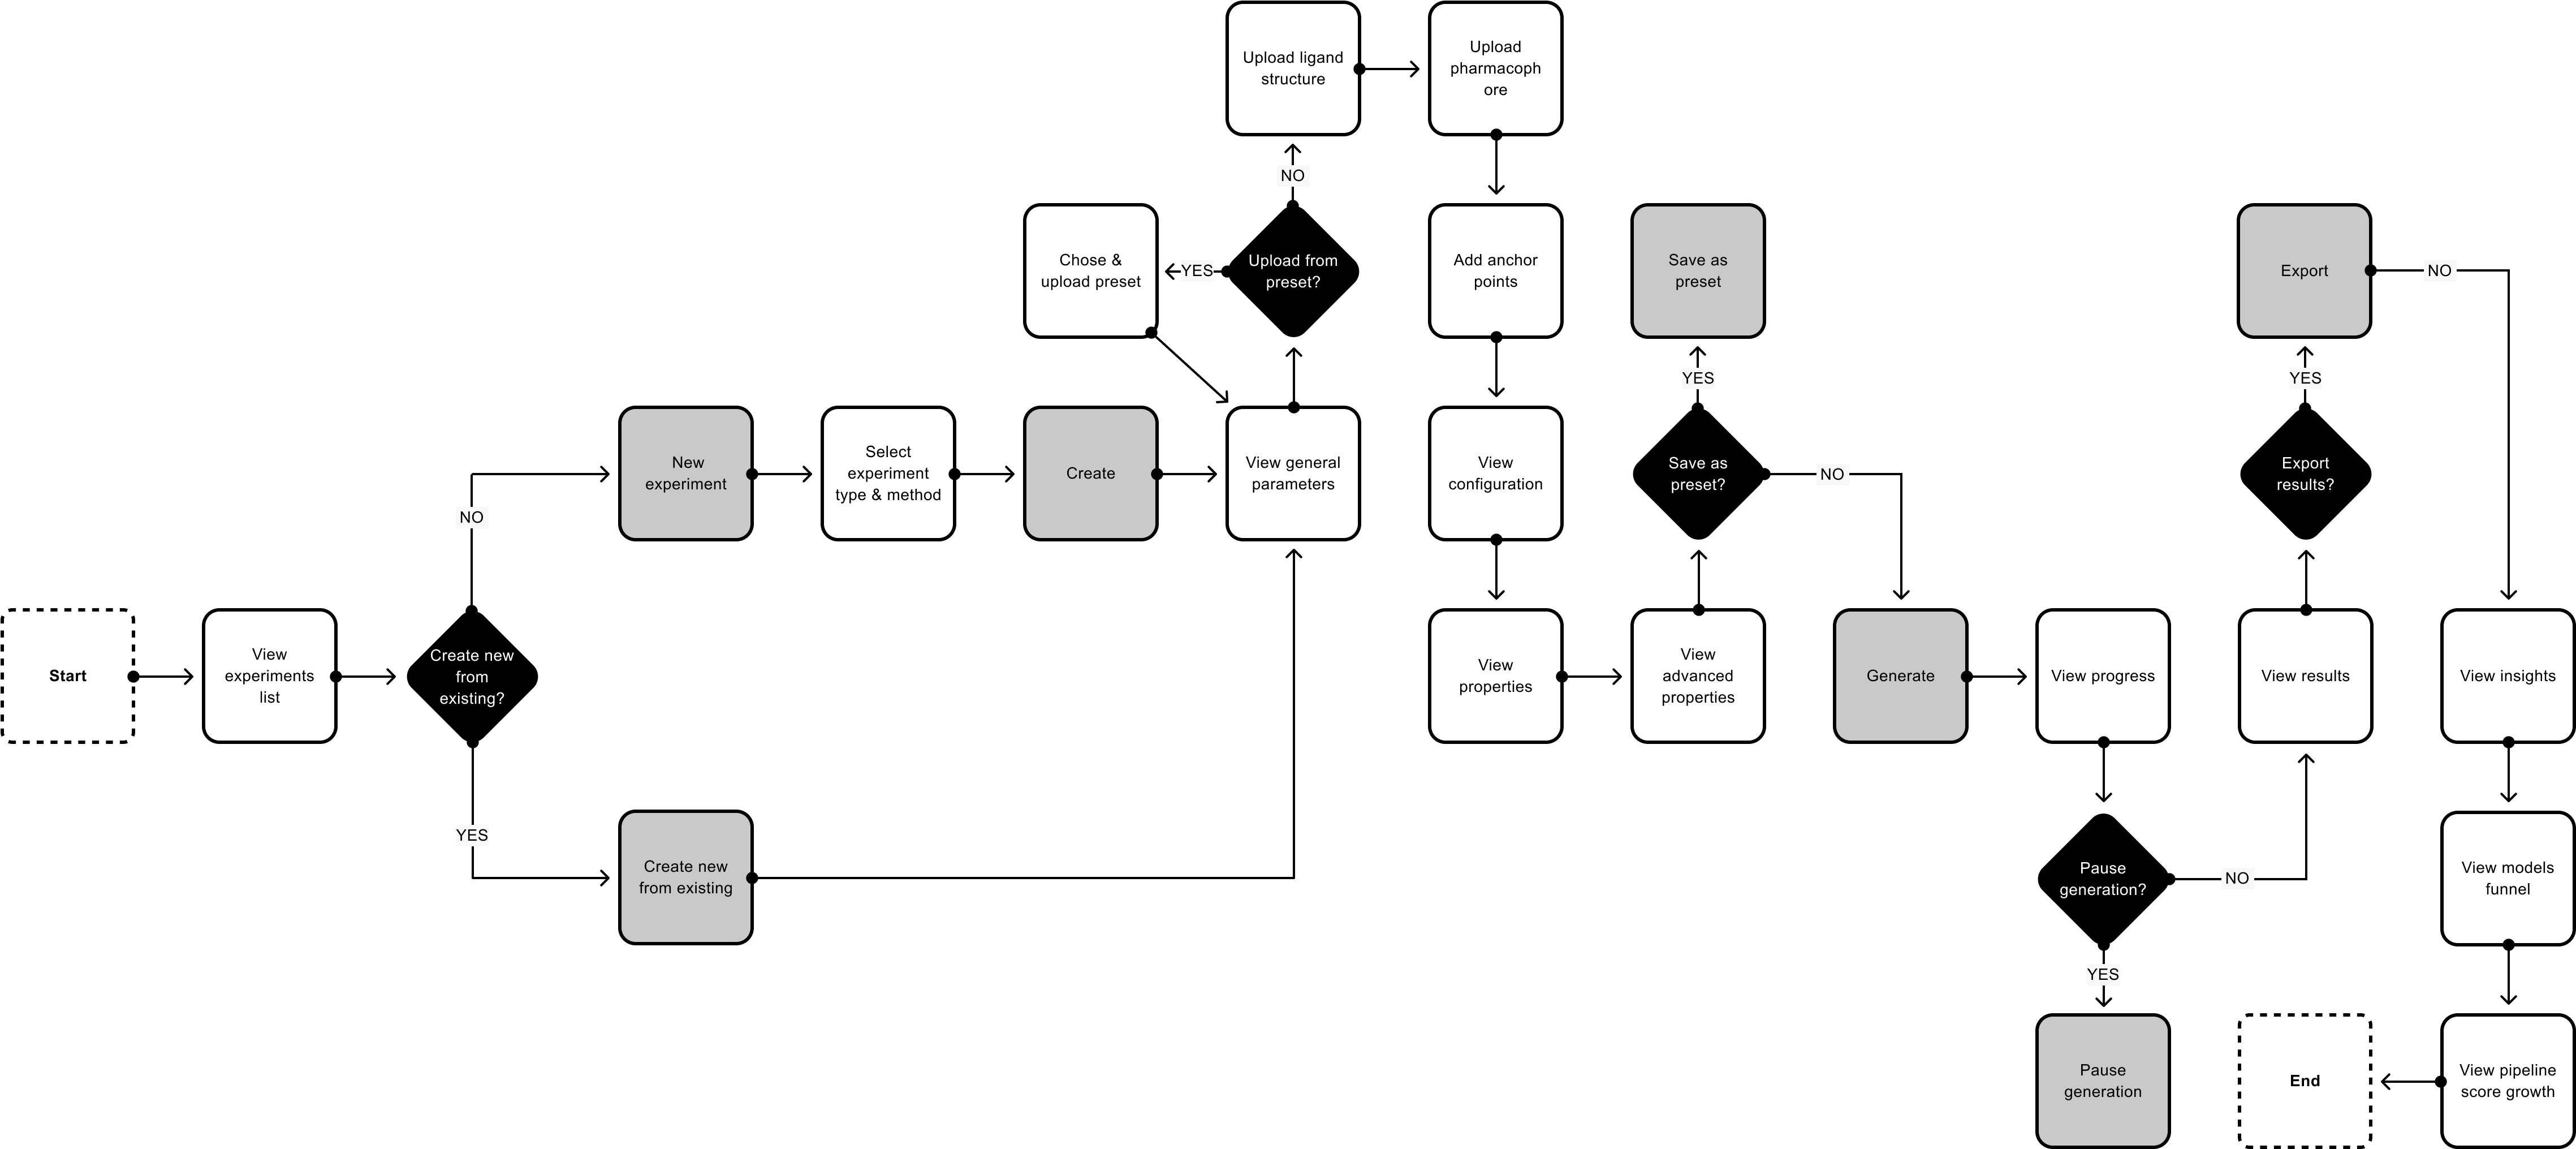 Upload ligand
structure
Upload
pharmacoph
ore
NO
Chose &
upload preset
YES
Upload from
preset?
Add anchor
points
Save as
preset
Export
NO
YES
YES
New
experiment
Select
experiment
type & method
Create
View general
parameters
View
configuration
Save as
preset?
NO
Export
results?
NO
Start
View
experiments
list
Create new
from
existing?
View
properties
View
advanced
properties
Generate
View progress
View results
View insights
YES
Create new
from existing
Pause
generation?
NO
View models
funnel
YES
Pause
generation
End
View pipeline
score growth